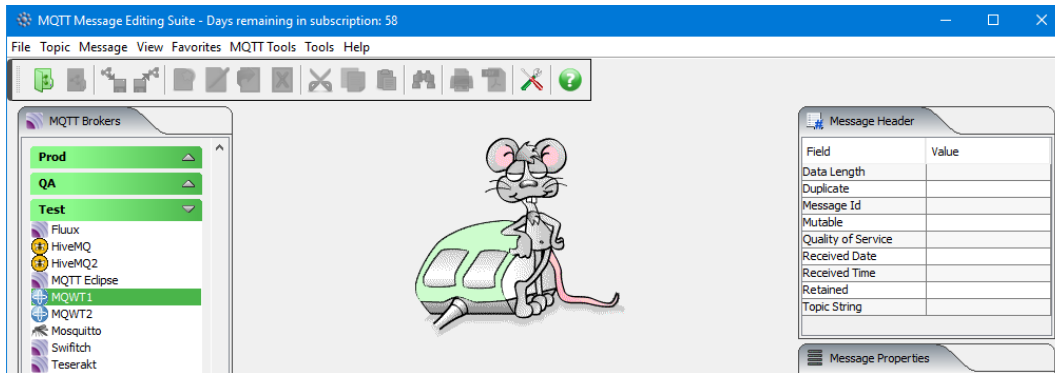 MQTT Message Editing Suite - Days remaining in subscription: 58
File Topic Message View Favorites MQTT Tools Tools Help
MQTT Brokers
Prod
QA
Test
Fluux
HiveMQ
HiveMQ2
MQTT Eclipse
MQWT1
MQWT2
Mosquitto
Swifitch
Teserakt
Message Header
Field Value
Data Length
Duplicate
Message Id
Mutable
Quality of Service
Received Date
Received Time
Retained
Topic String
Message Properties